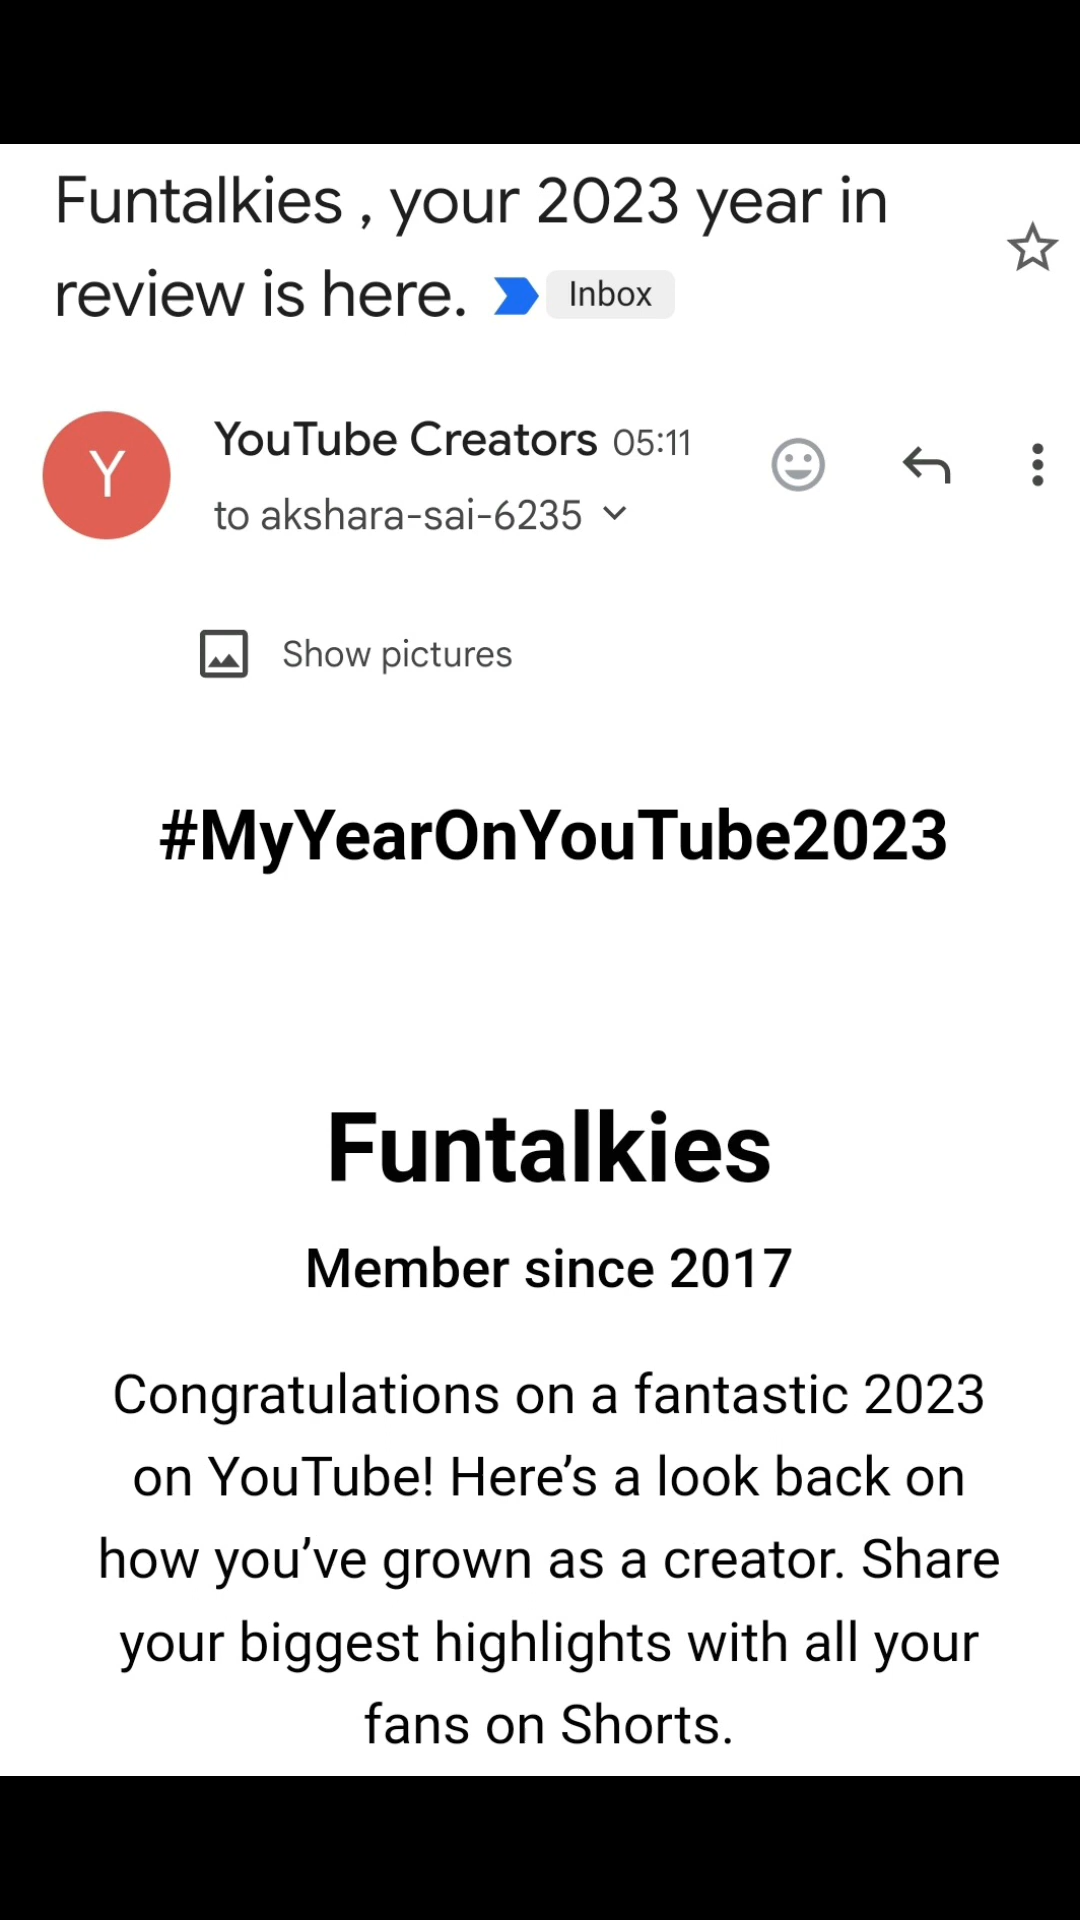 Funtalkies , your 2023 year in
review is here. Inbox
Y
YouTube Creators 05:11
to akshara-sai-6235
Show pictures
#MyYearOnYouTube2023
Funtalkies
Member since 2017
Congratulations on a fantastic 2023
on YouTube! Here’s a look back on
how you’ve grown as a creator. Share
your biggest highlights with all your
fans on Shorts.